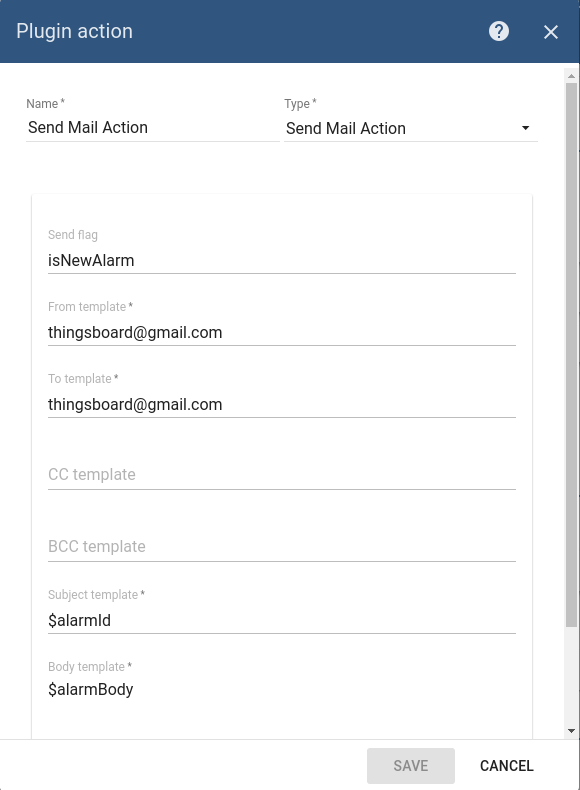 Plugin action
Name *
Type *
Send Mail Action
Send Mail Action
Send flag
isNewAlarm
From template *
thingsboard@gmail.com
To template *
thingsboard@gmail.com
CC template
BCC template
Subject template *
$alarmId
Body template *
$alarmBody
SAVE
CANCEL